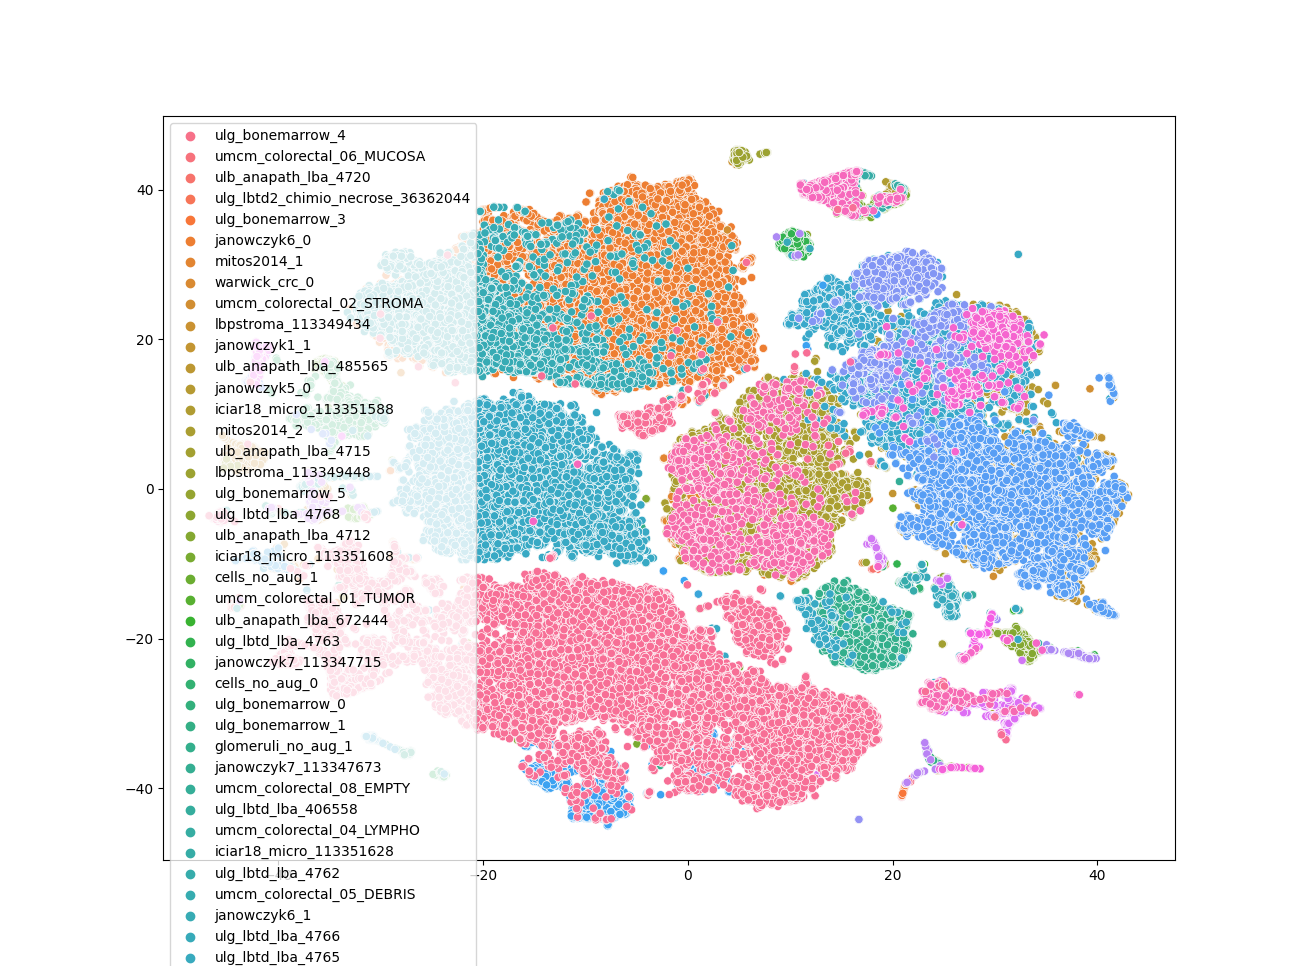 ulg_bonemarrow_4
umcm_colorectal_06_MUCOSA
ulb_anapath_lba_4720
ulg_lbtd2_chimio_necrose_36362044
ulg_bonemarrow_3
janowczyk6_0
mitos2014_1
warwick_crc_0
umcm_colorectal_02_STROMA
lbpstroma_113349434
janowczyk1_1
ulb_anapath_lba_485565
janowczyk5_0
iciar18_micro_113351588
mitos2014_2
ulb_anapath_lba_4715
lbpstroma_113349448
ulg_bonemarrow_5
ulg_lbtd_lba_4768
ulb_anapath_lba_4712
iciar18_micro_113351608
cells_no_aug_1
umcm_colorectal_01_TUMOR
ulb_anapath_lba_672444
ulg_lbtd_lba_4763
janowczyk7_113347715
cells_no_aug_0
ulg_bonemarrow_0
ulg_bonemarrow_1
glomeruli_no_aug_1
janowczyk7_113347673
umcm_colorectal_08_EMPTY
ulg_lbtd_lba_406558
umcm_colorectal_04_LYMPHO
iciar18_micro_113351628
ulg_lbtd_lba_4762
umcm_colorectal_05_DEBRIS
janowczyk6_1
ulg_lbtd_lba_4766
ulg_lbtd_lba_4765
40
20
0
−20
−40
−20
0
20
40